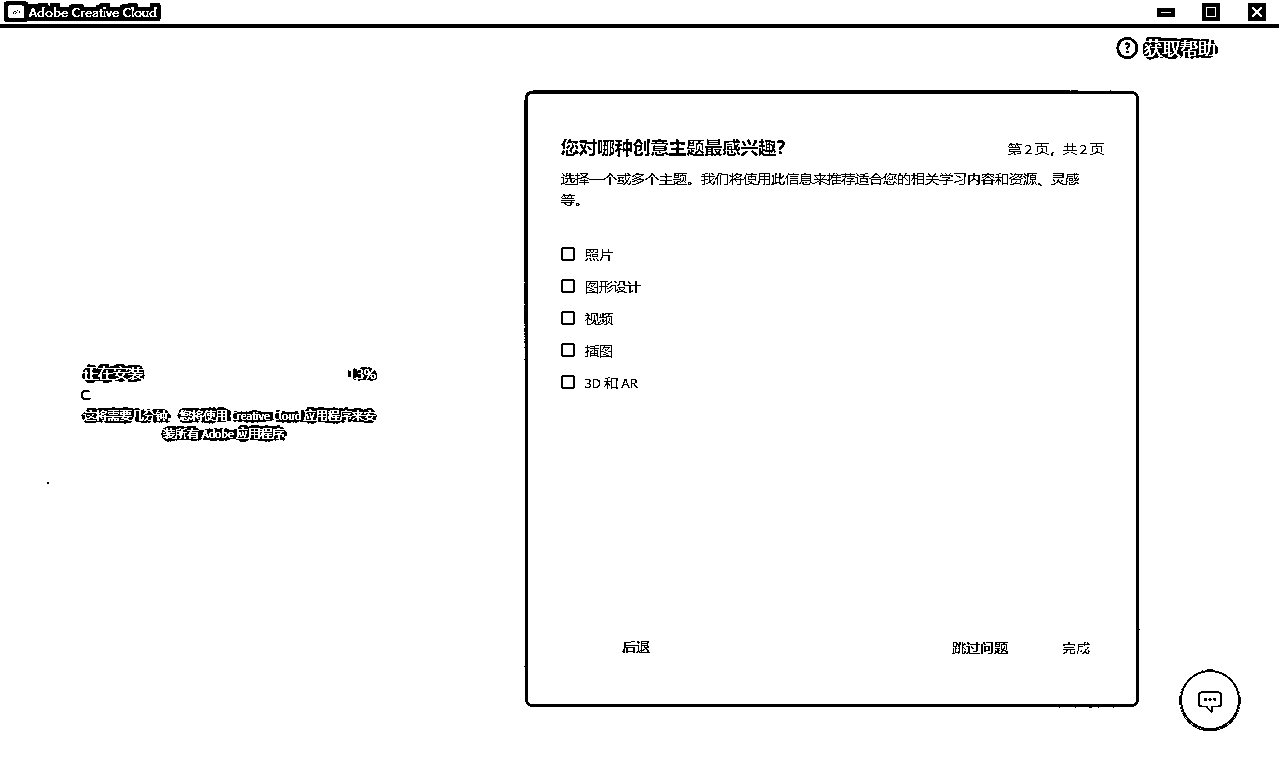 Adobe Creative Cloud
获取帮助
您对哪种创意主题最感兴趣?
第2页，共2页
选择一个或多个主题。我们将使用此信息来推荐适合您的相关学习内容和资源、灵感
等。
照片
图形设计
视频
插图
3D 和 AR
正在安装
13%
这将需要几分钟。您将使用 Creative Cloud 应用程序来安
装所有 Adobe 应用程序
后退
跳过问题
完成